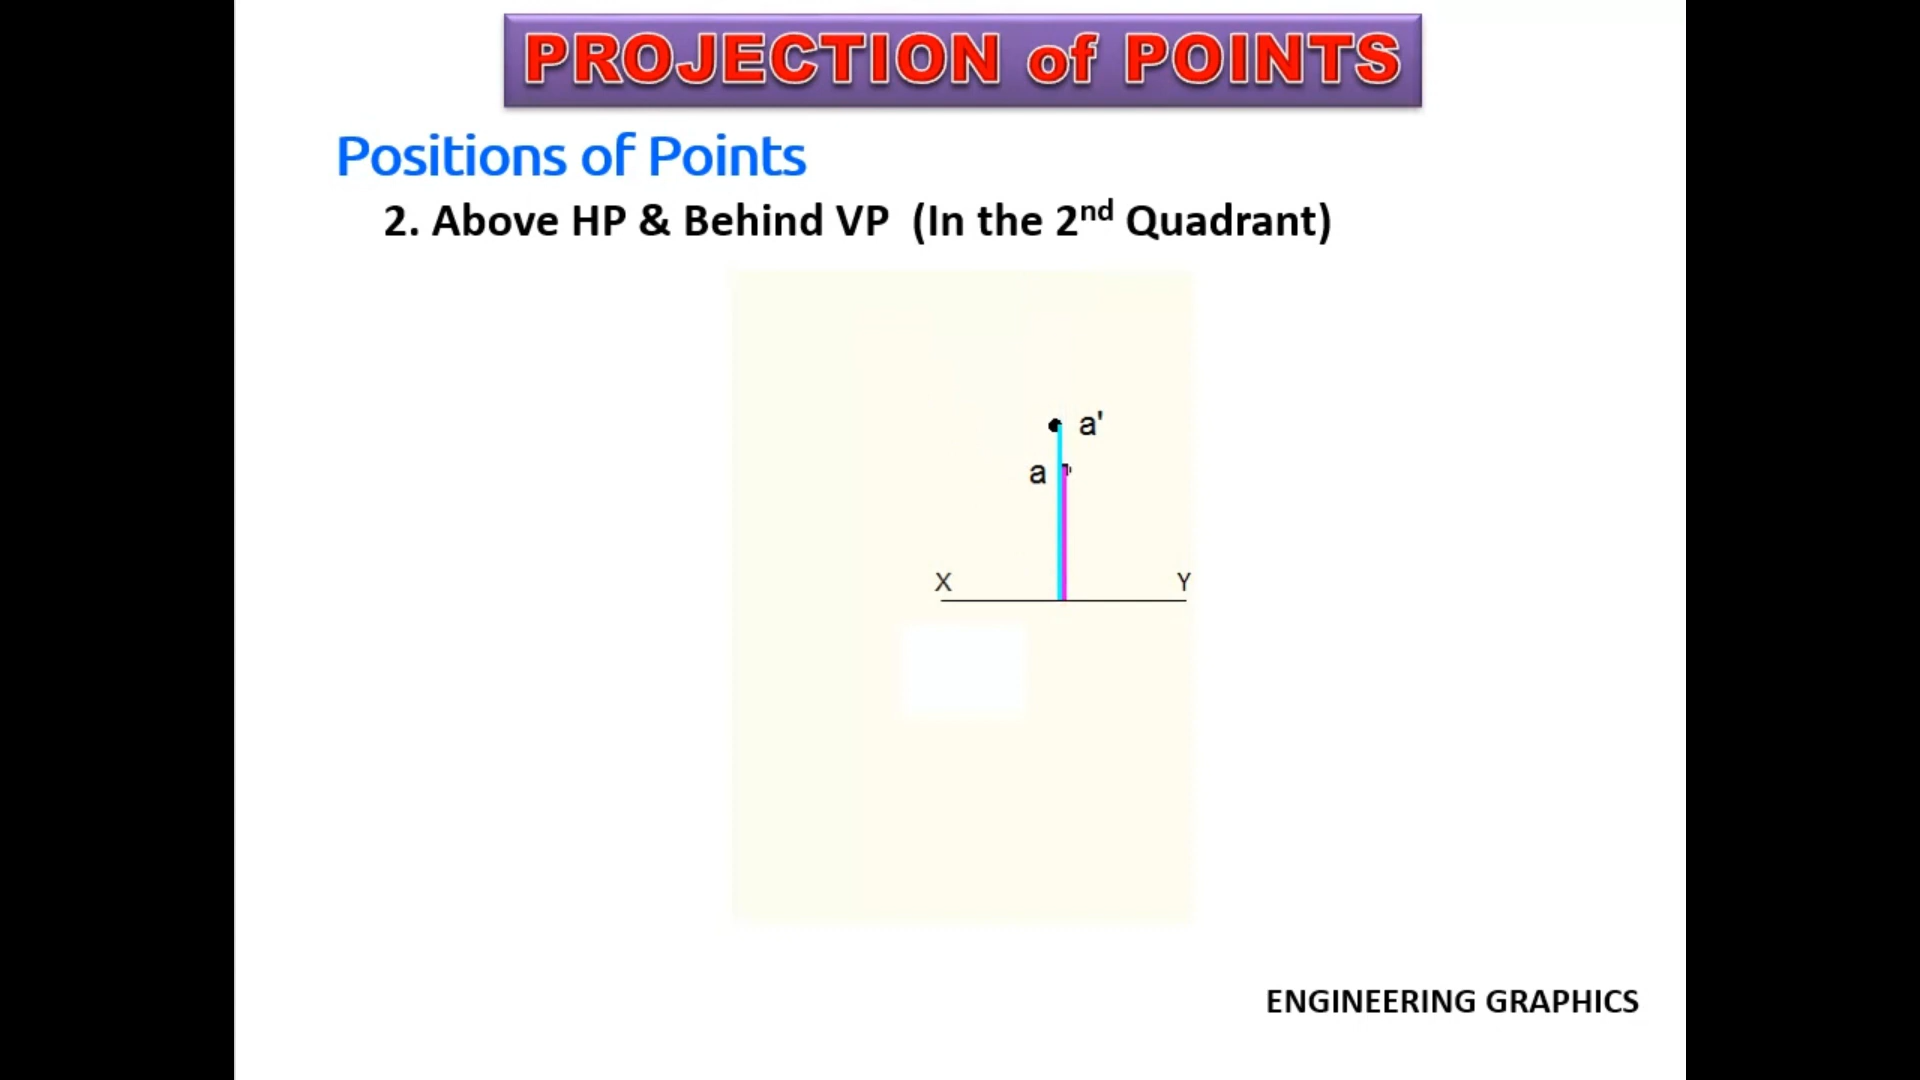 PROJECTION of POINTS
Positions of Points
2. Above HP & Behind VP (In the 2nd Quadrant)
a'
a
X Y
ENGINEERING GRAPHICS